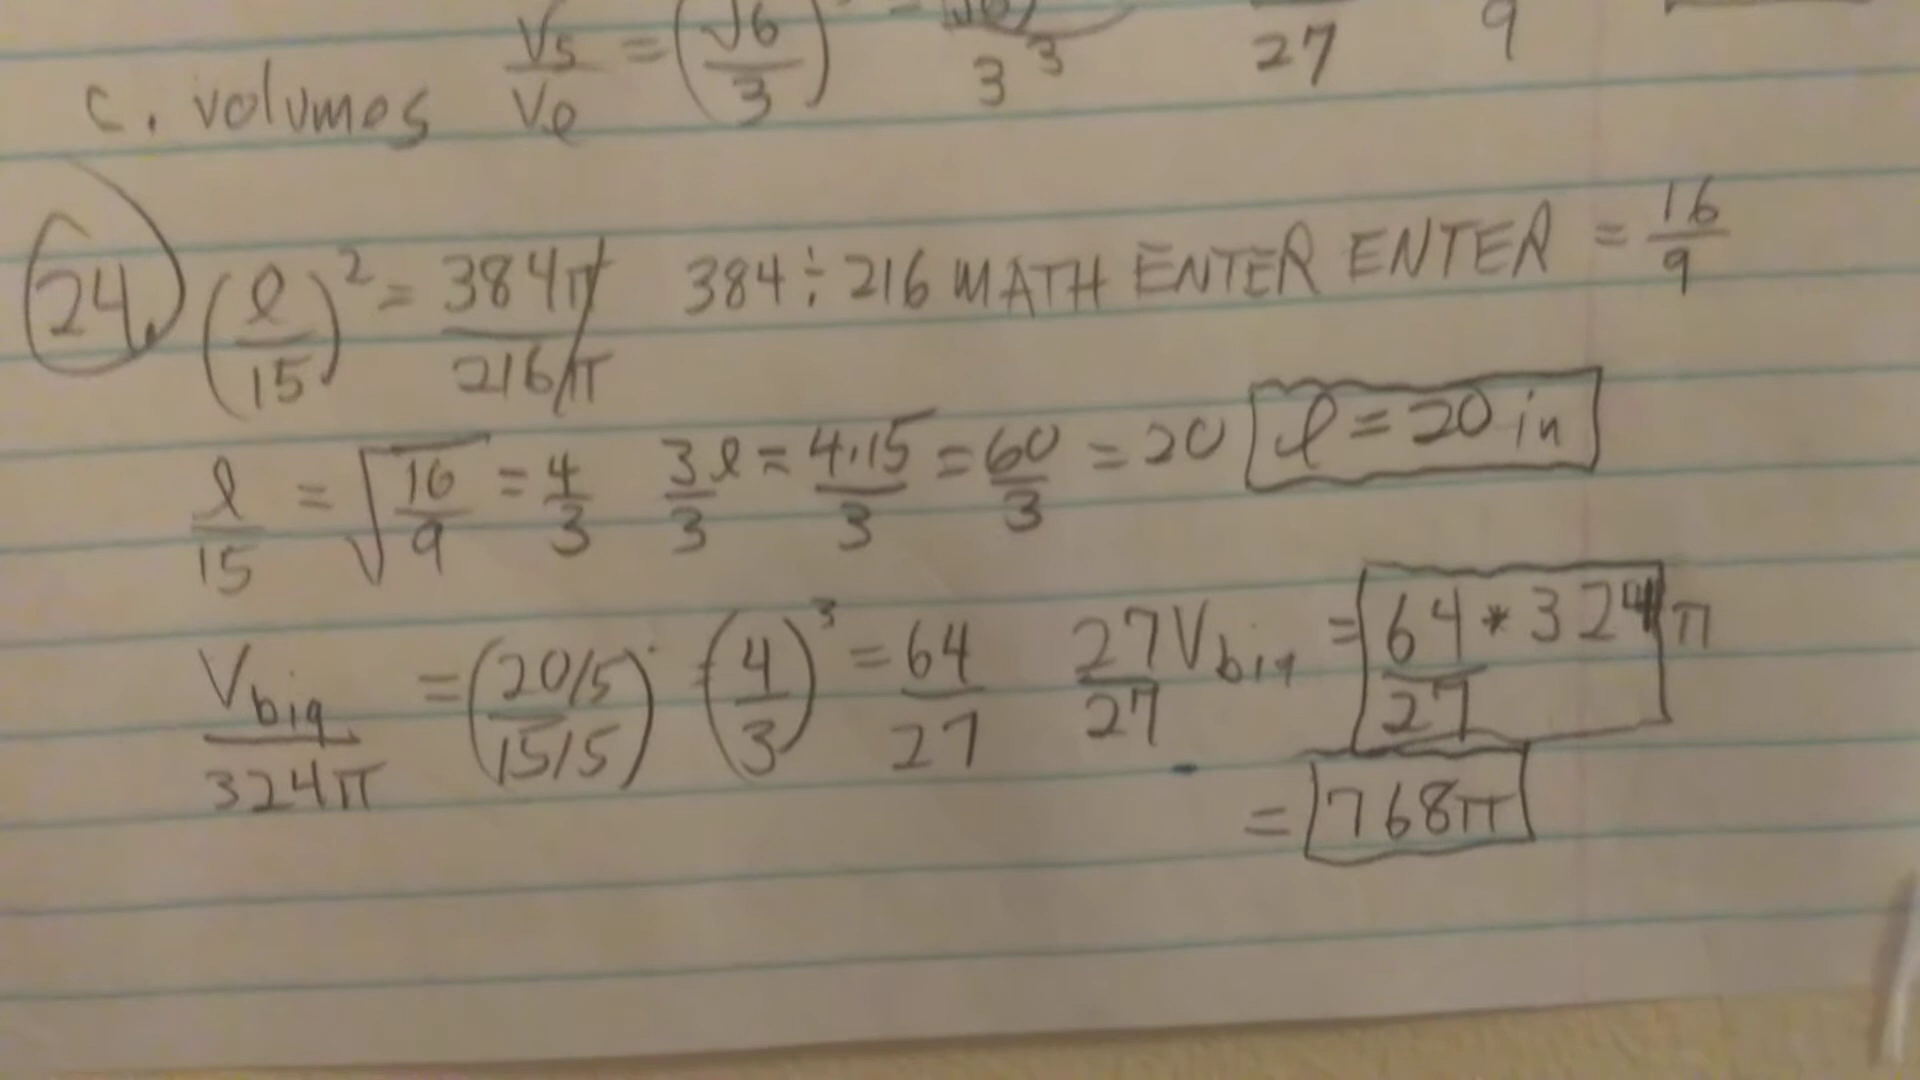 c. volumes Vs/Ve = (√6/3) = 3³ 27 9
24. (l/15)² = 384π/216π 384÷216 MATH ENTER ENTER = 16/9
l/15 = √16/9 = 4/3 3l/3 = 4·15/3 = 60/3 = 20 l = 20 in
Vbig/324π = (20/5/15/5) = (4/3)³ = 64/27 27Vbig/27 = 64*324π/27
= 768π